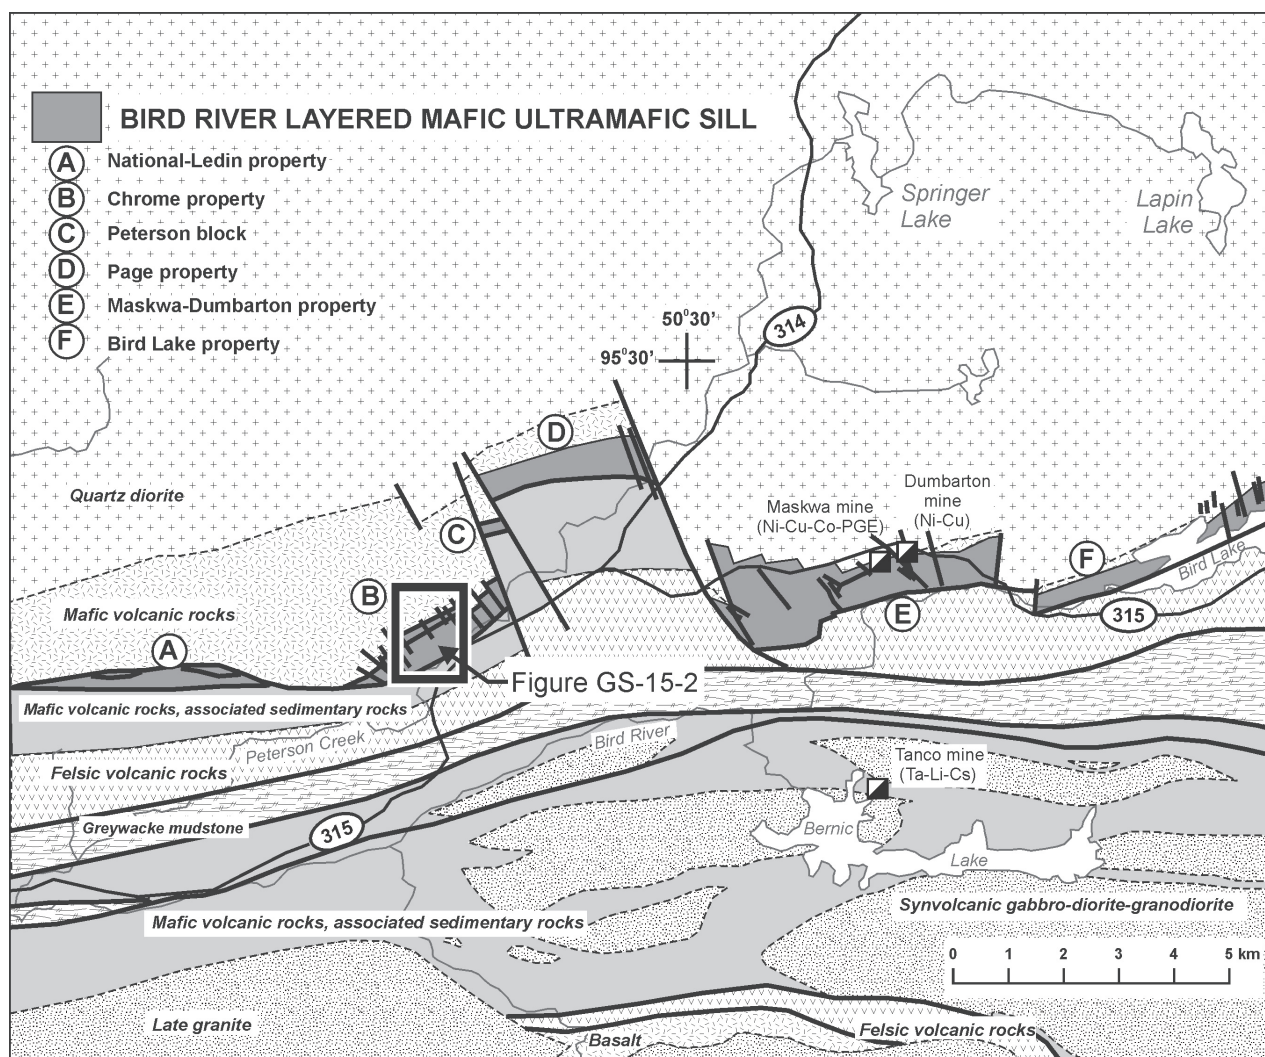 BIRD RIVER LAYERED MAFIC ULTRAMAFIC SILL
A National-Ledin property
B Chrome property
C Peterson block
D Page property
E Maskwa-Dumbarton property
F Bird Lake property
Springer
Lake
Lapin
Lake
314
50°30'
95°30'
D
Quartz diorite
Dumbarton
mine
(Ni-Cu)
Maskwa mine
(Ni-Cu-Co-PGE)
C
F
Bird Lake
B
Mafic volcanic rocks
E
315
A
Figure GS-15-2
Mafic volcanic rocks, associated sedimentary rocks
Peterson Creek
Bird River
Tanco mine
(Ta-Li-Cs)
Felsic volcanic rocks
Greywacke mudstone
315
Bernic
Lake
Synvolcanic gabbro-diorite-granodiorite
Mafic volcanic rocks, associated sedimentary rocks
0 1 2 3 4 5 km
Late granite
Felsic volcanic rocks
Basalt